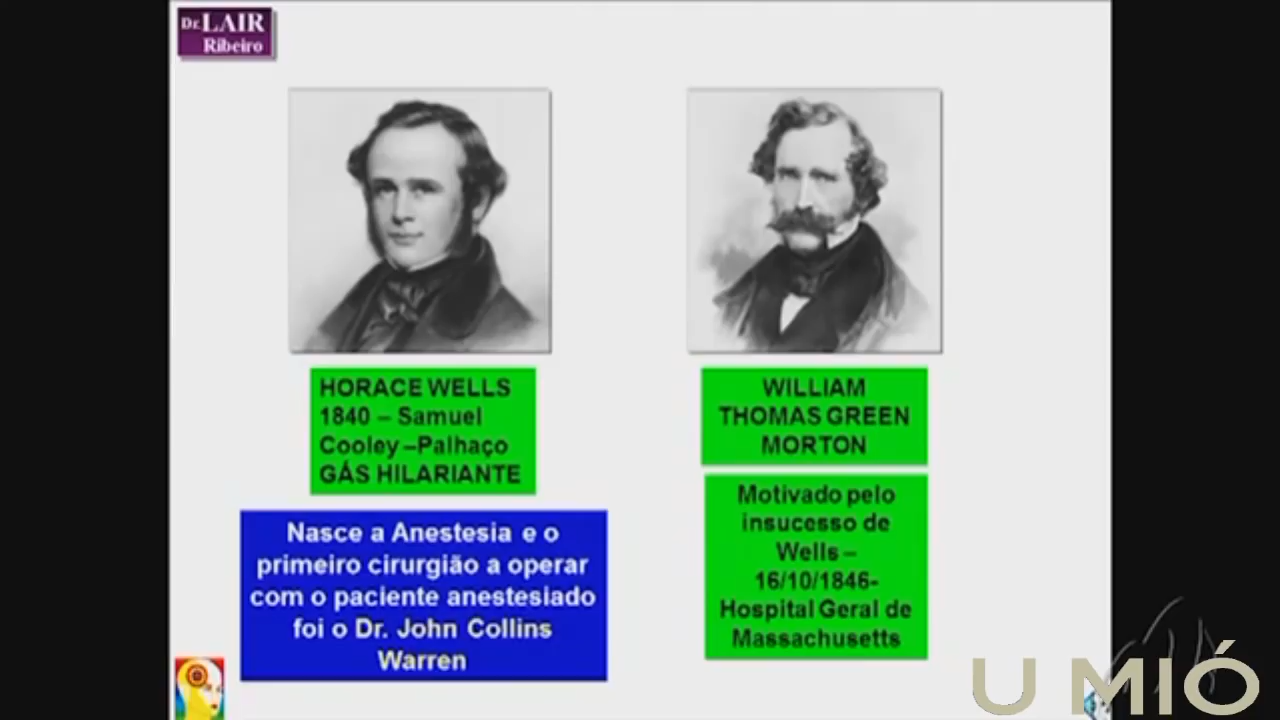 Dr. LAIR
Ribeiro
HORACE WELLS
1840 – Samuel
Cooley –Palhaço
GÁS HILARIANTE
WILLIAM
THOMAS GREEN
MORTON
Nasce a Anestesia e o
primeiro cirurgião a operar
com o paciente anestesiado
foi o Dr. John Collins
Warren
Motivado pelo
insucesso de
Wells –
16/10/1846-
Hospital Geral de
Massachusetts
U MIÓ